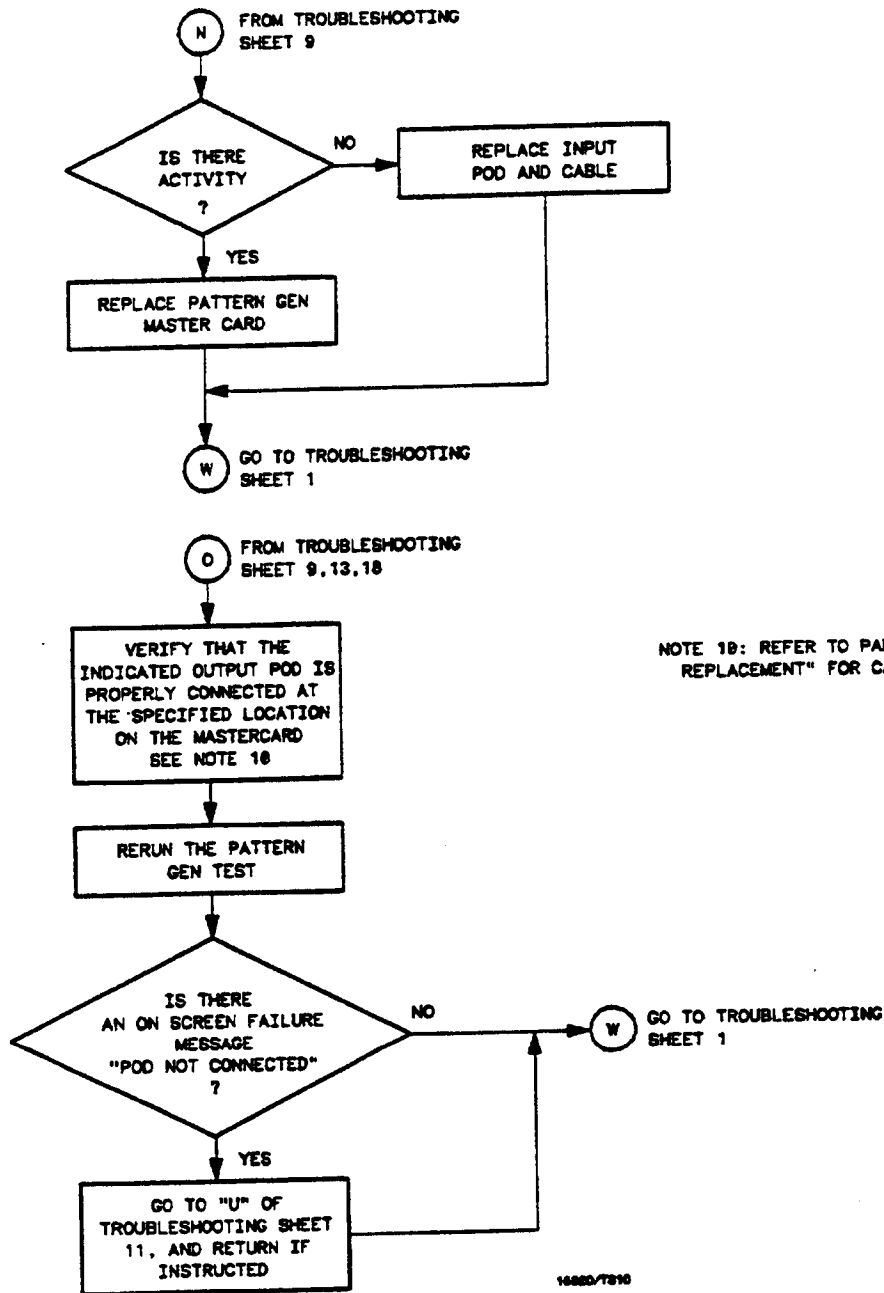 N
FROM TROUBLESHOOTING
SHEET 9
IS THERE
ACTIVITY
?
NO
REPLACE INPUT
POD AND CABLE
YES
REPLACE PATTERN GEN
MASTER CARD
W
GO TO TROUBLESHOOTING
SHEET 1
O
FROM TROUBLESHOOTING
SHEET 9,13,18
VERIFY THAT THE
INDICATED OUTPUT POD IS
PROPERLY CONNECTED AT
THE SPECIFIED LOCATION
ON THE MASTERCARD
SEE NOTE 10
NOTE 10: REFER TO
REPLACEMENT" FOR
RERUN THE PATTERN
GEN TEST
IS THERE
AN ON SCREEN FAILURE
MESSAGE
"POD NOT CONNECTED"
?
NO
W
GO TO TROUBLESHOOTING
SHEET 1
YES
GO TO "U" OF
TROUBLESHOOTING SHEET
11, AND RETURN IF
INSTRUCTED